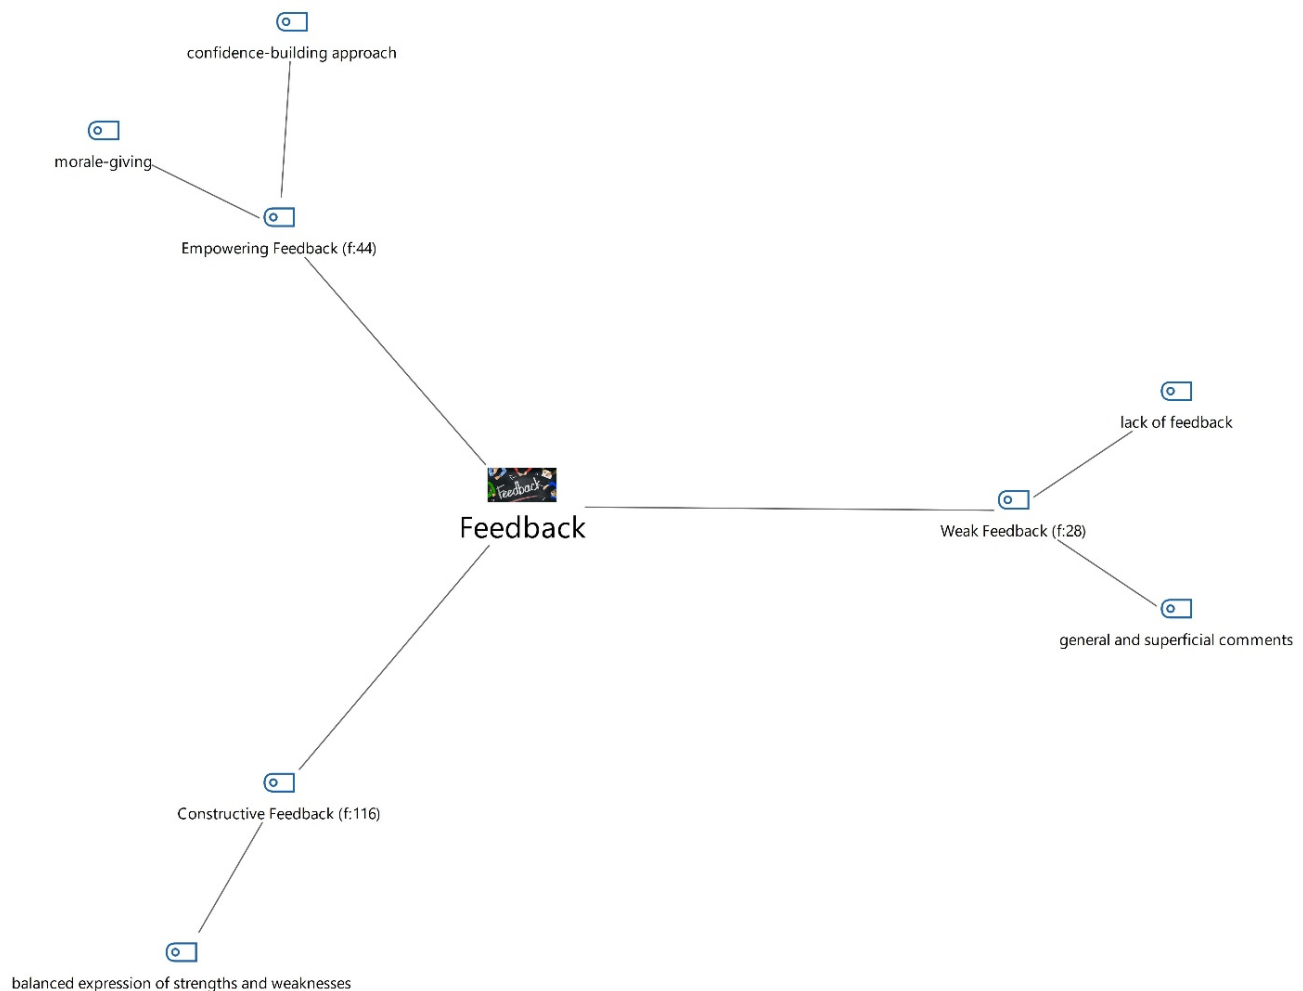 confidence-building approach
morale-giving
Empowering Feedback (f:44)
lack of feedback
Feedback
Feedback
Weak Feedback (f:28)
general and superficial comments
Constructive Feedback (f:116)
balanced expression of strengths and weaknesses